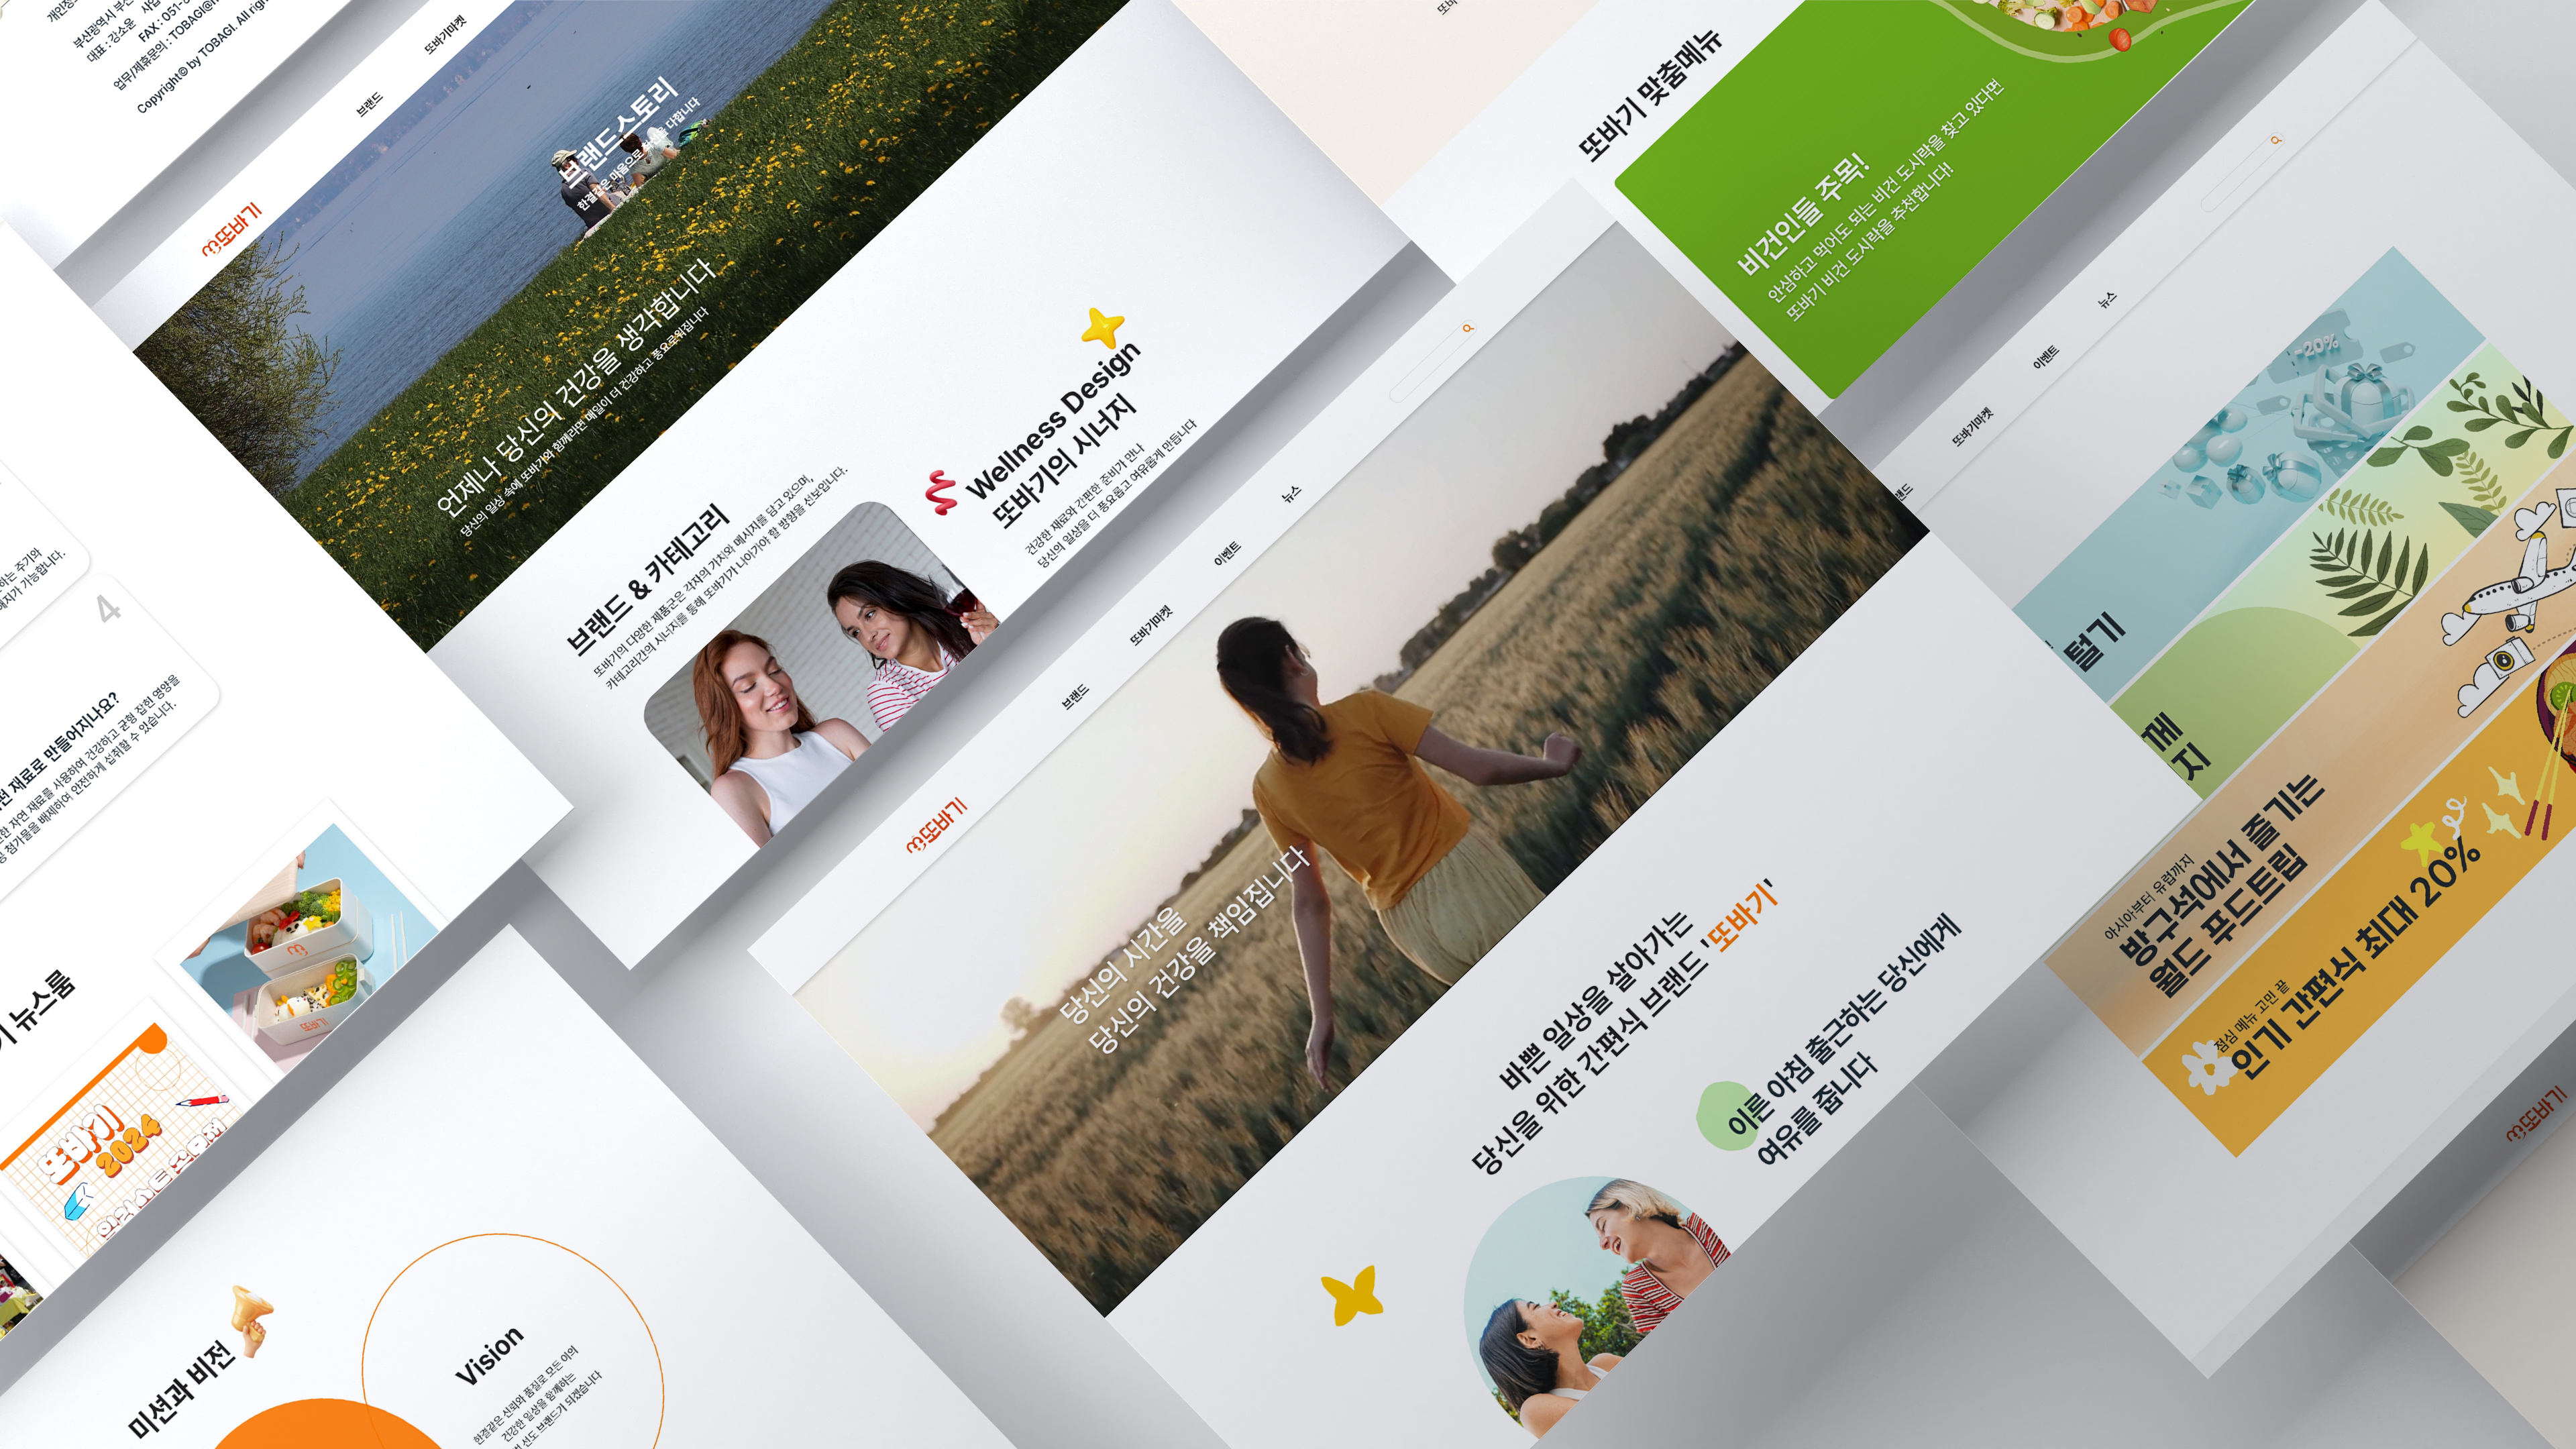 개인정
부산광역시 부산
대표 : 강소윤 사업
FAX : 051-
업무/제휴문의 : TOBAGI@
Copyright© by TOBAGI. All righ
또바기
브랜드
또바기마켓
브랜드스토리
한결같은 마음으로
다합니다
언제나 당신의 건강을 생각합니다
당신의 일상 속에 또바기와 함께라면 매일이 더 건강하고 풍요로워집니다
브랜드 & 카테고리
또바기의 다양한 제품군은 각자의 가치와 메시지를 담고 있으며,
카테고리간의 시너지를 통해 또바기가 나아가야 할 방향을 선보입니다.
Wellness Design
또바기의 시너지
건강한 재료와 간편한 준비가 만나
당신의 일상을 더 풍요롭고 여유롭게 만듭니다
또바기 맞춤메뉴
비건인들 주목!
안심하고 먹어도 되는 비건 도시락을 찾고 있다면
또바기 비건 도시락을 추천합니다!
하는 주기와
해지가 가능합니다.
4
재료로 만들어지나요?
한 자연 재료를 사용하여 건강하고 균형 잡힌 영양을
첨가물을 배제하여 안전하게 섭취할 수 있습니다.
기 뉴스룸
또바기
2024
또바기
미션과 비전
Vision
한결같은 신뢰와 품질로 모든 이의
건강한 일상을 함께하는
선도 브랜드가 되겠습니다
또바기
브랜드
또바기마켓
이벤트
뉴스
당신의 시간을
당신의 건강을 책임집니다
바쁜 일상을 살아가는
당신을 위한 간편식 브랜드 '또바기'
이른 아침 출근하는 당신에게
여유를 줍니다
랜드
또바기마켓
이벤트
뉴스
-20%
털기
께
지
아시아부터 유럽까지
방구석에서 즐기는
월드 푸드트립
점심 메뉴 고민 끝
인기 간편식 최대 20%
또바기